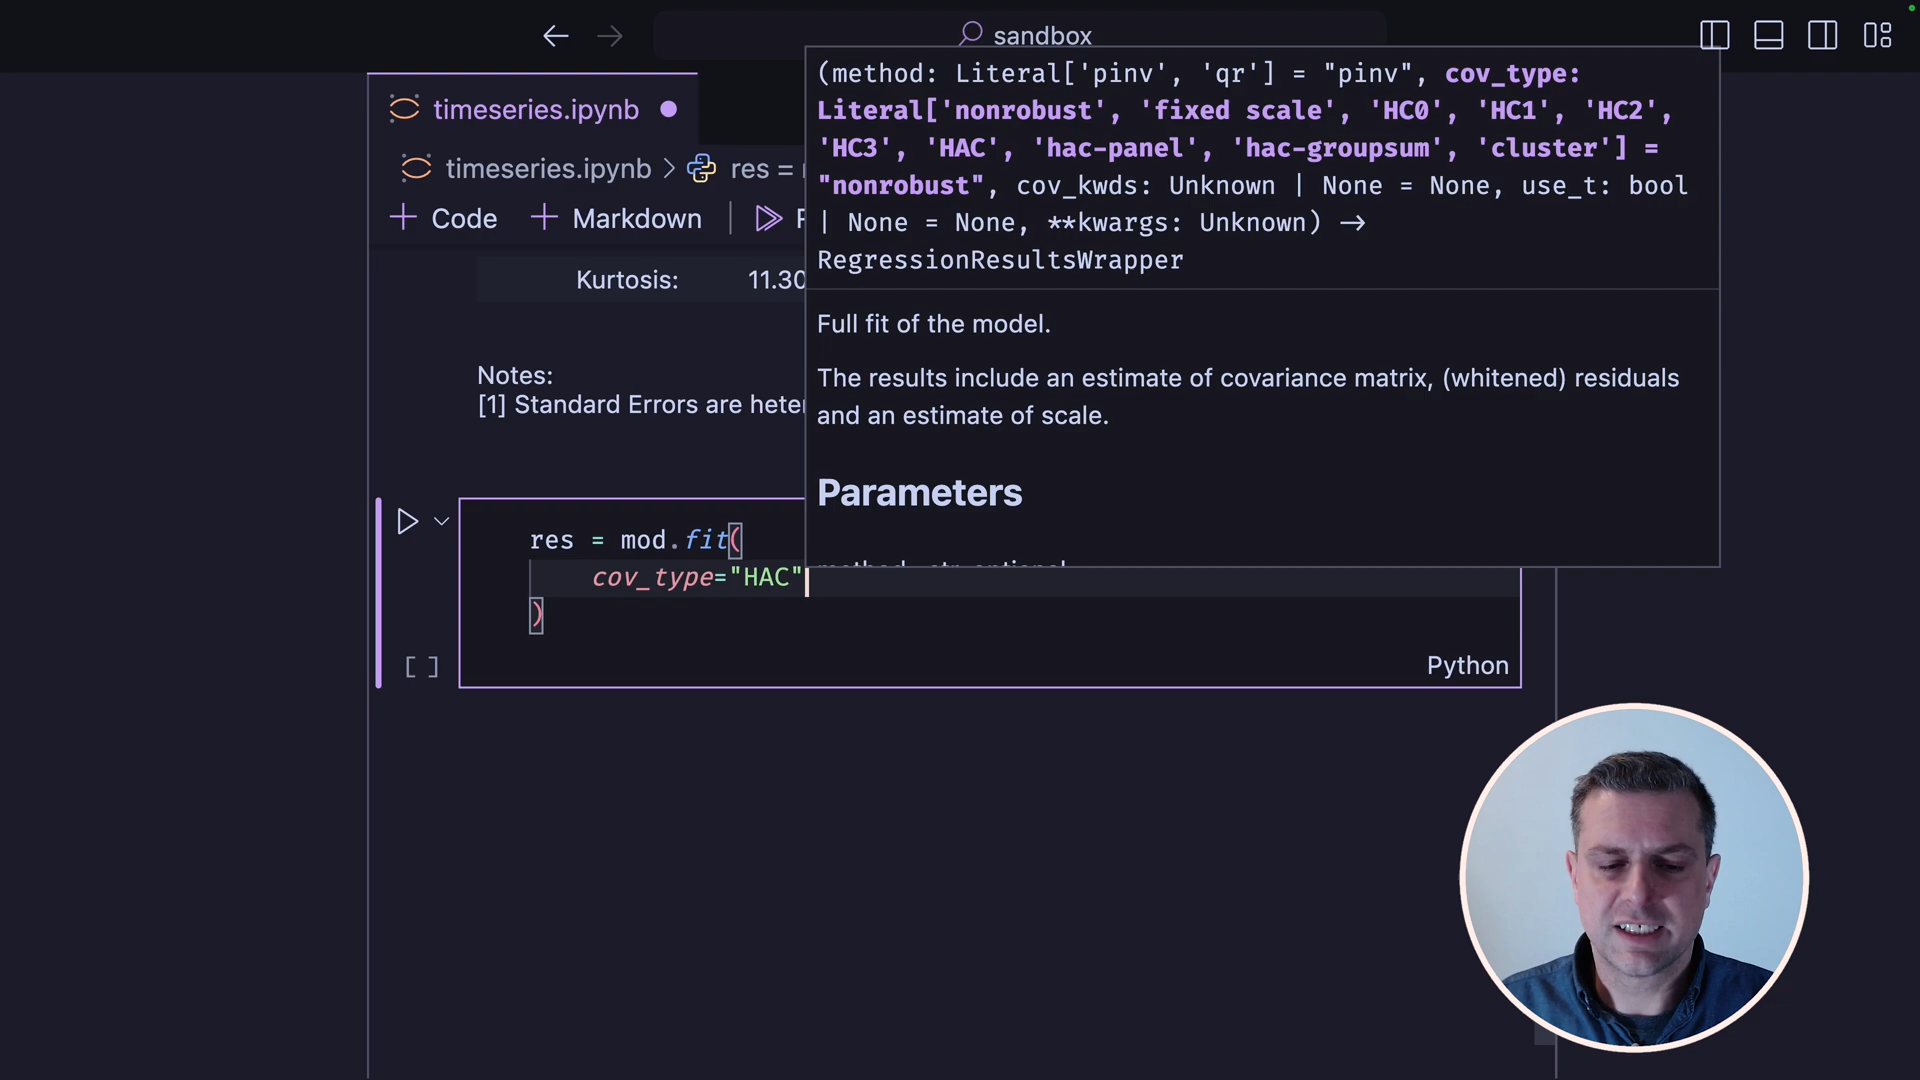 sandbox
timeseries.ipynb
timeseries.ipynb > res =
+ Code + Markdown
Kurtosis: 11.30
Notes:
[1] Standard Errors are heter
(method: Literal['pinv', 'qr'] = "pinv", cov_type:
Literal['nonrobust', 'fixed scale', 'HC0', 'HC1', 'HC2',
'HC3', 'HAC', 'hac-panel', 'hac-groupsum', 'cluster'] =
"nonrobust", cov_kwds: Unknown | None = None, use_t: bool
| None = None, **kwargs: Unknown) ->
RegressionResultsWrapper
Full fit of the model.
The results include an estimate of covariance matrix, (whitened) residuals
and an estimate of scale.
Parameters
res = mod.fit(
cov_type="HAC"
)
[ ]
Python